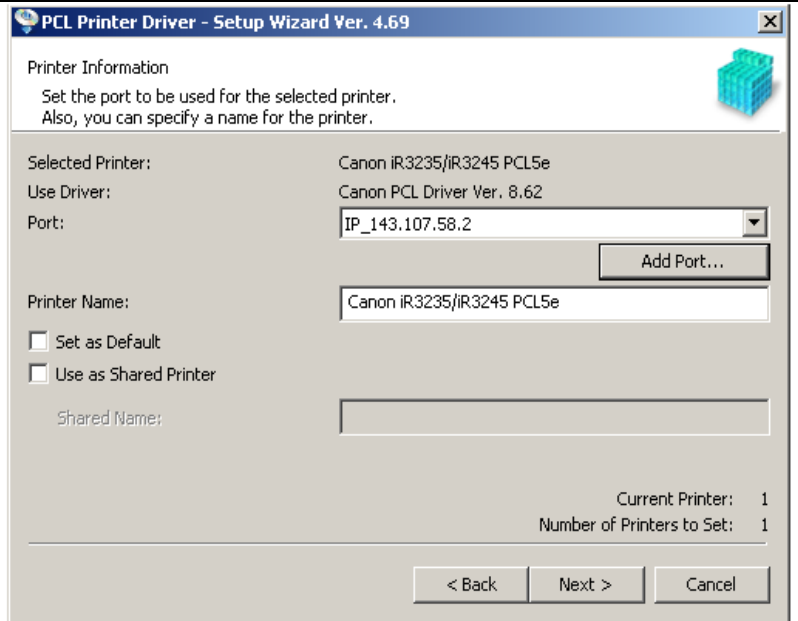 PCL Printer Driver - Setup Wizard Ver. 4.69
Printer Information
Set the port to be used for the selected printer.
Also, you can specify a name for the printer.
Selected Printer: Canon iR3235/iR3245 PCL5e
Use Driver: Canon PCL Driver Ver. 8.62
Port: IP_143.107.58.2
Add Port...
Printer Name: Canon iR3235/iR3245 PCL5e
Set as Default
Use as Shared Printer
Shared Name:
Current Printer: 1
Number of Printers to Set: 1
< Back Next > Cancel